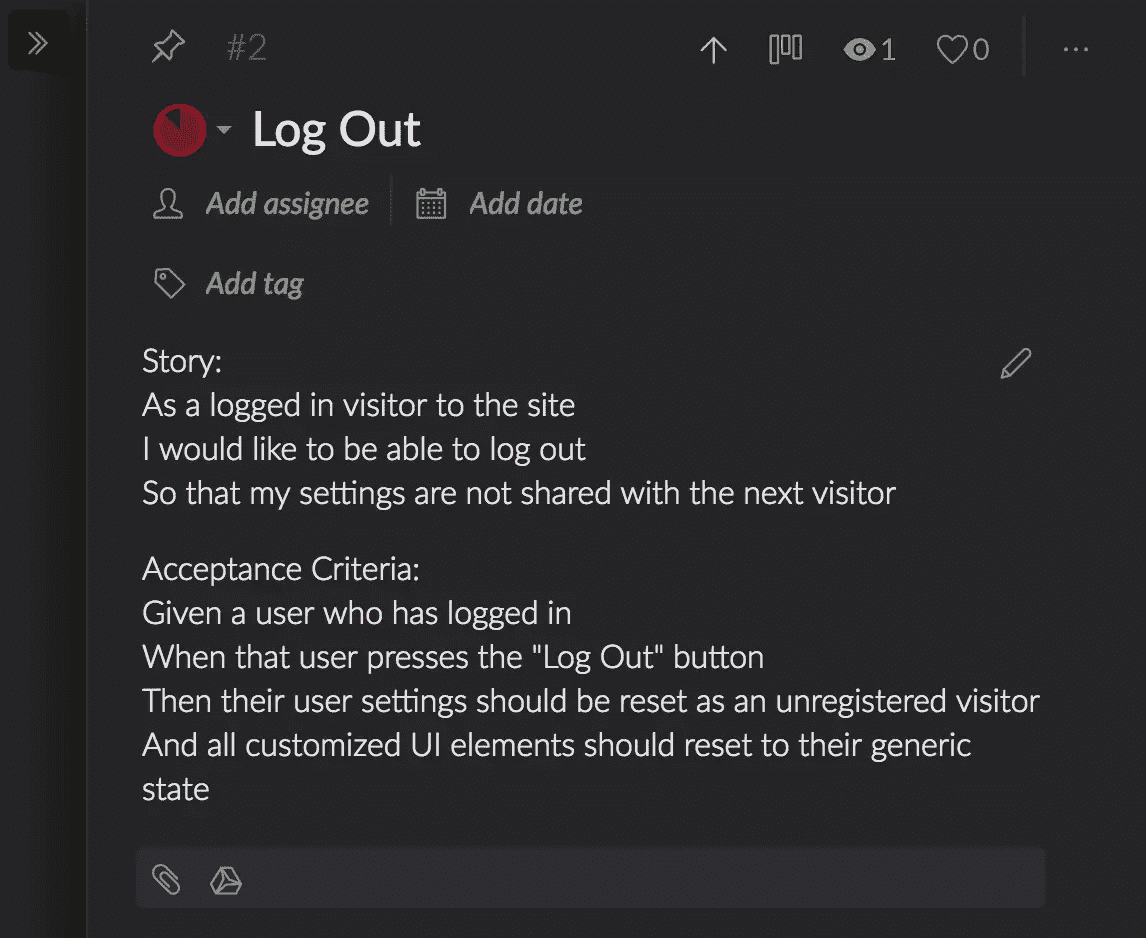 #2
1
0
Log Out
Add assignee
Add date
Add tag
Story:
As a logged in visitor to the site
I would like to be able to log out
So that my settings are not shared with the next visitor
Acceptance Criteria:
Given a user who has logged in
When that user presses the "Log Out" button
Then their user settings should be reset as an unregistered visitor
And all customized UI elements should reset to their generic
state